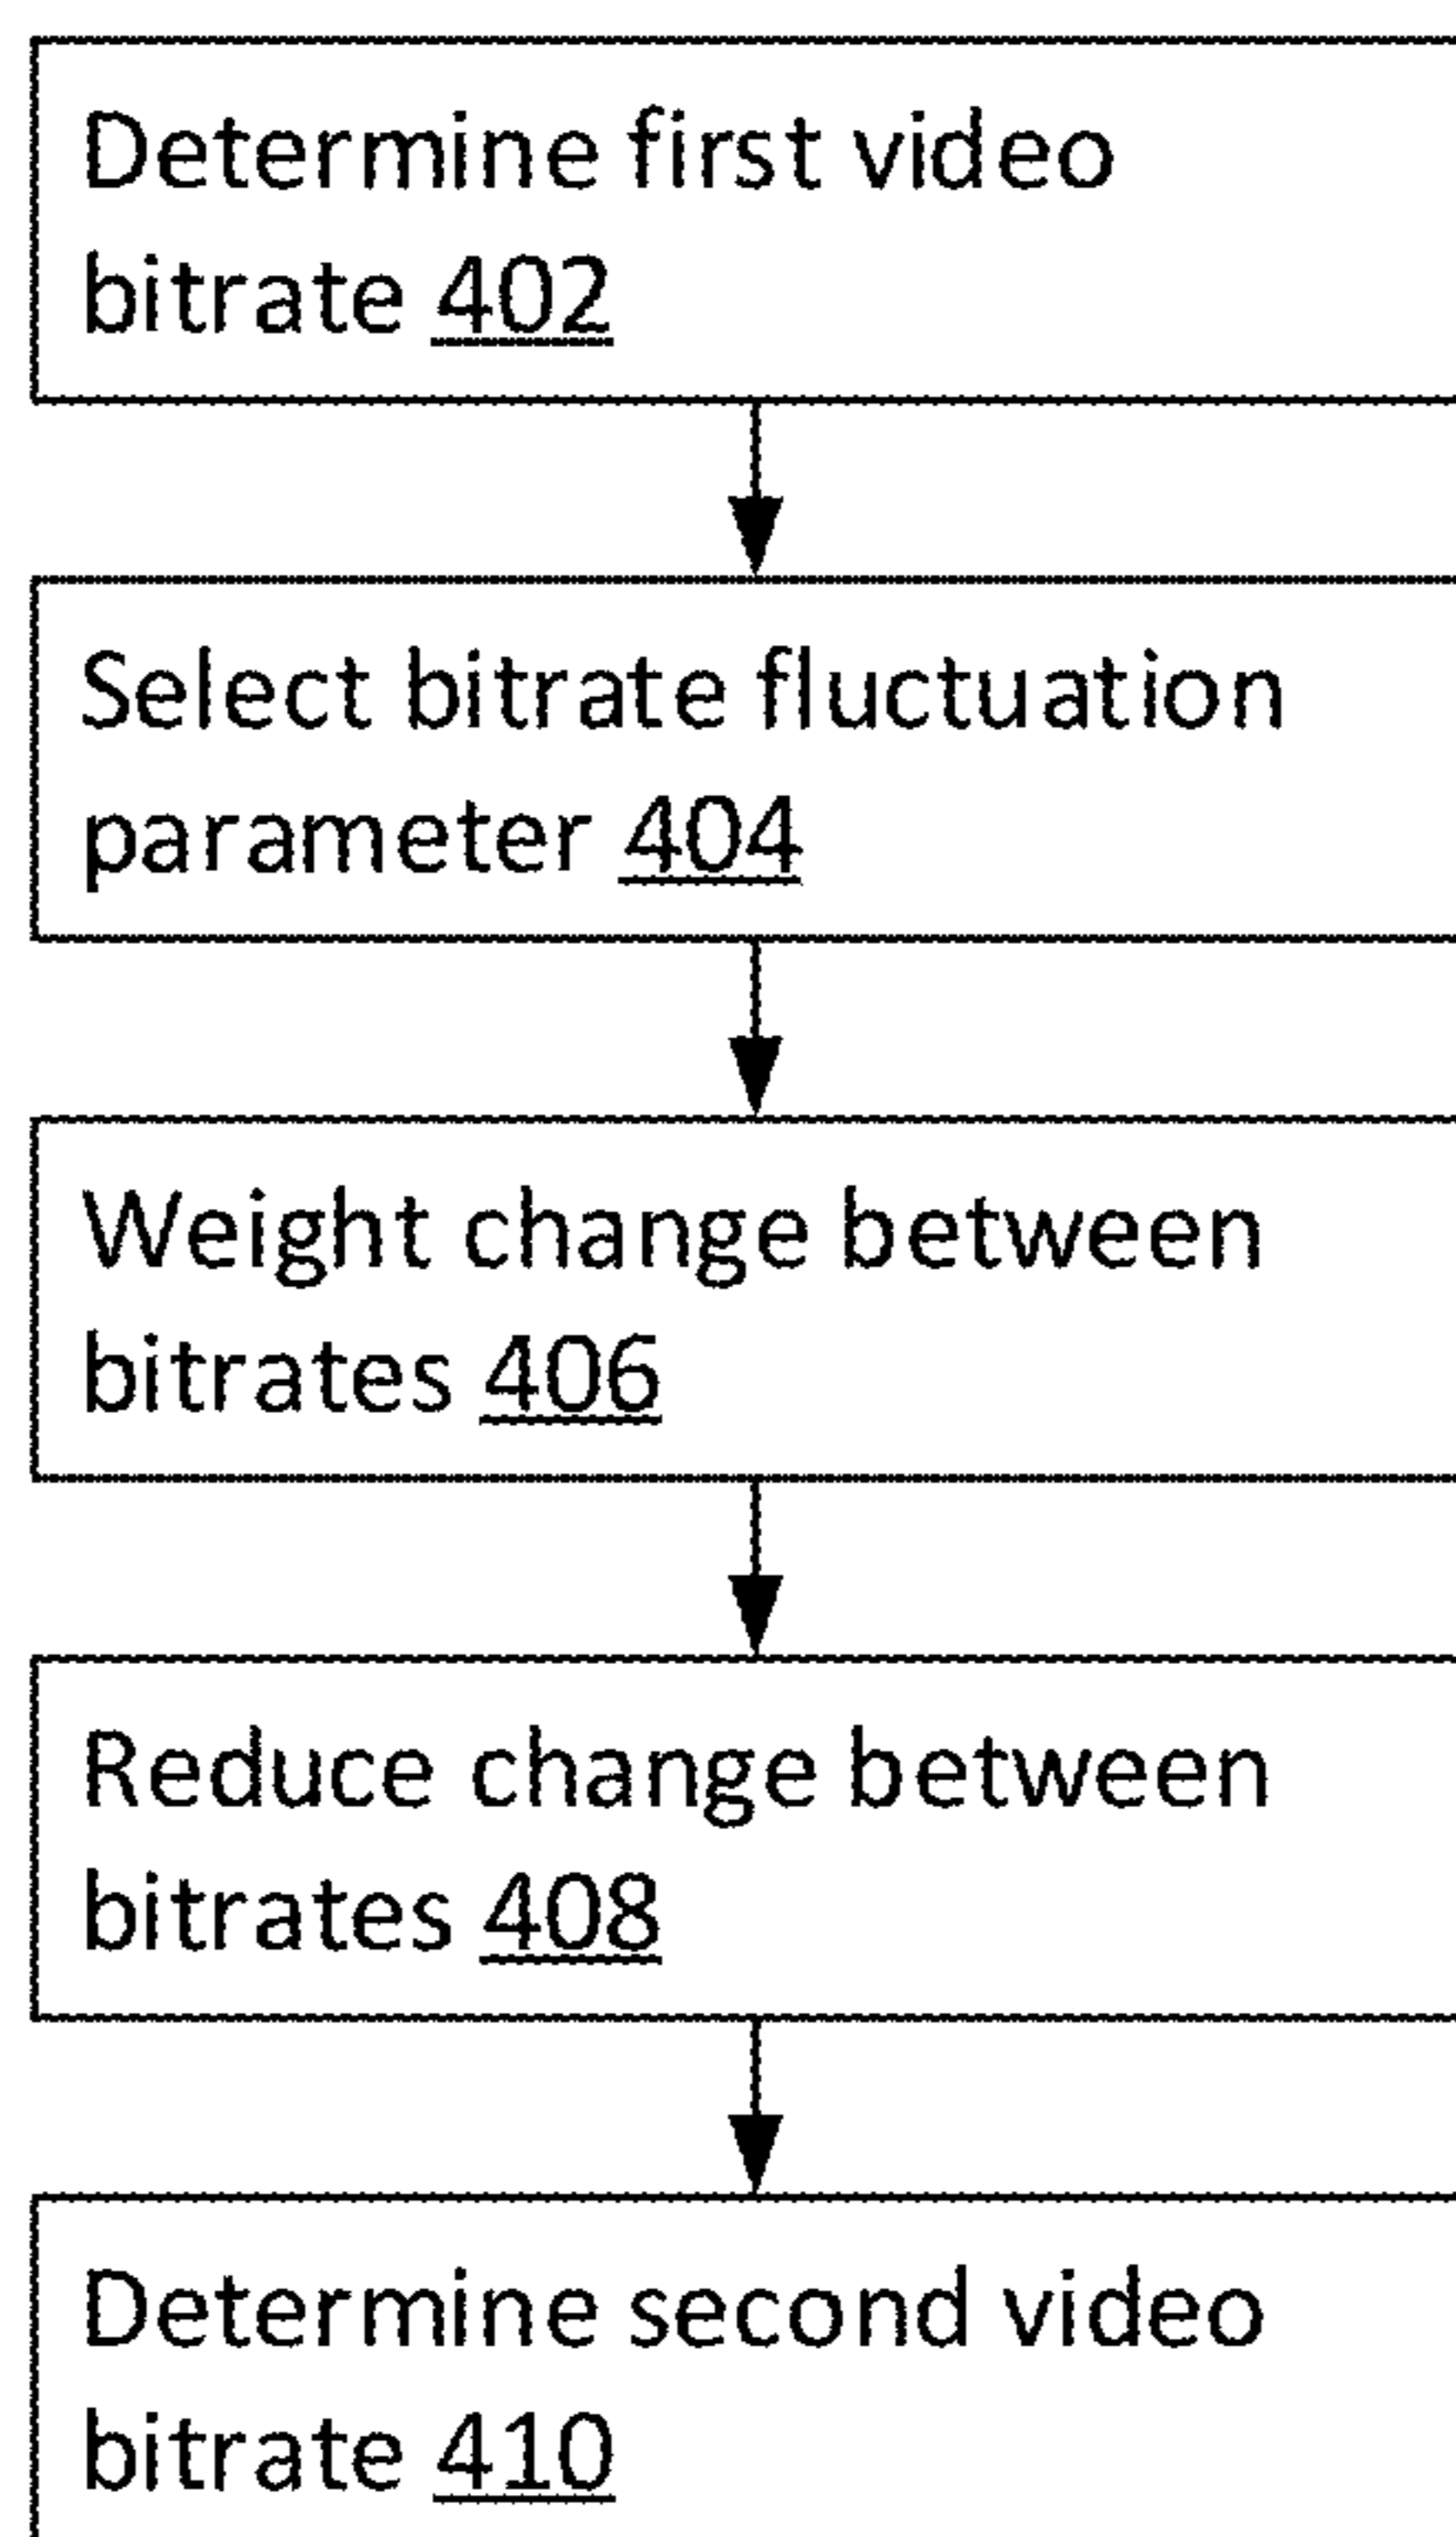 Determine first video
bitrate 402
Select bitrate fluctuation
parameter 404
Weight change between
bitrates 406
Reduce change between
bitrates 408
Determine second video
bitrate 410